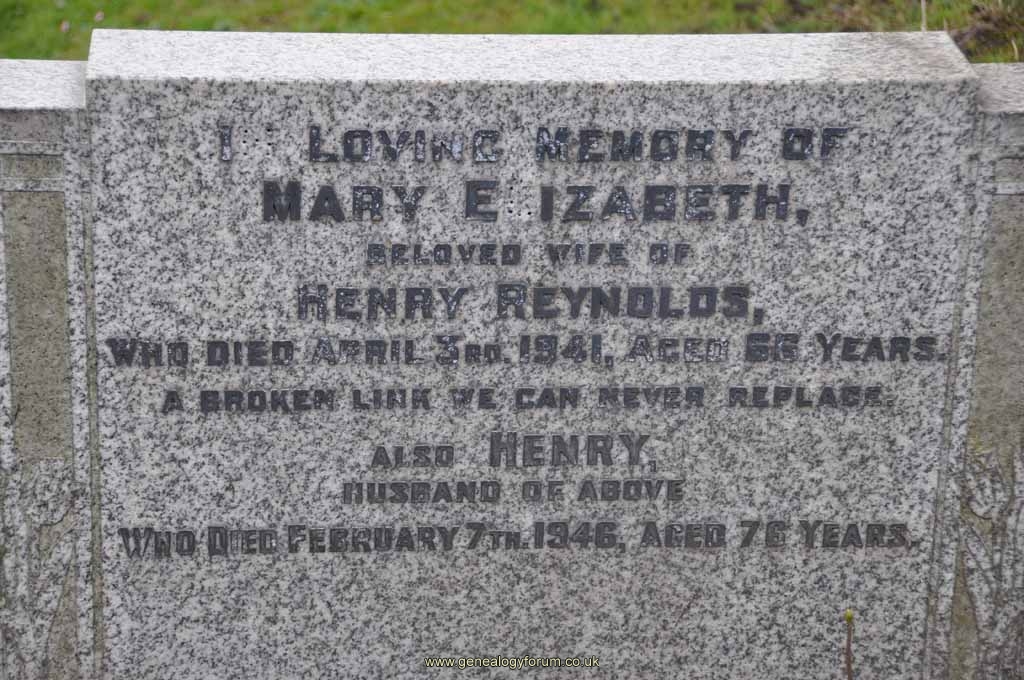 IN LOVING MEMORY OF
MARY ELIZABETH,
BELOVED WIFE OF
HENRY REYNOLDS,
WHO DIED APRIL 3RD. 1941, AGED 66 YEARS.
A BROKEN LINK WE CAN NEVER REPLACE.
ALSO HENRY,
HUSBAND OF ABOVE
WHO DIED FEBRUARY 7TH. 1946, AGED 76 YEARS.
www.genealogyforum.co.uk